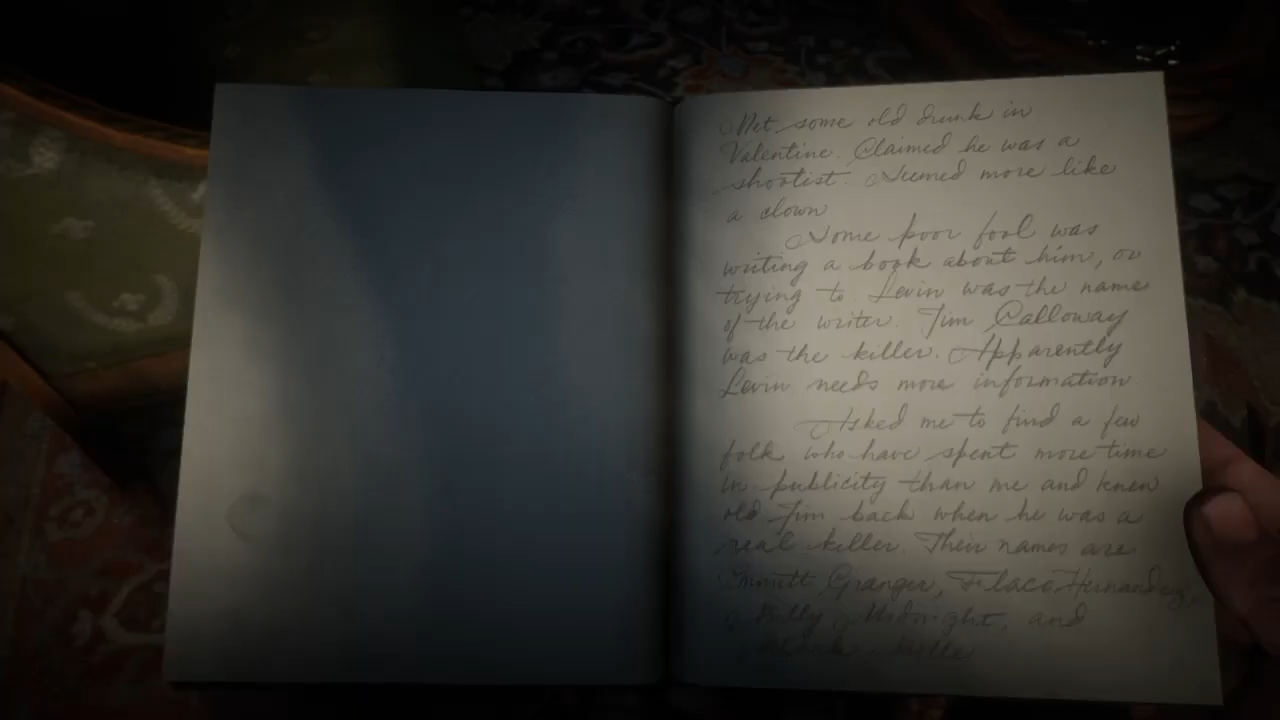 Met some old drunk in
Valentine. Claimed he was a
shootist. Seemed more like
a clown
Some poor fool was
writing a book about him, or
trying to. Levin was the name
of the writer. Jim Calloway
was the killer. Apparently
Levin needs more information.
Asked me to find a few
folk who have spent more time
in publicity than me and knew
old Jim back when he was a
real killer. Their names are
Emmett Granger, Flaco Hernandez,
Billy Midnight, and
Black Belle